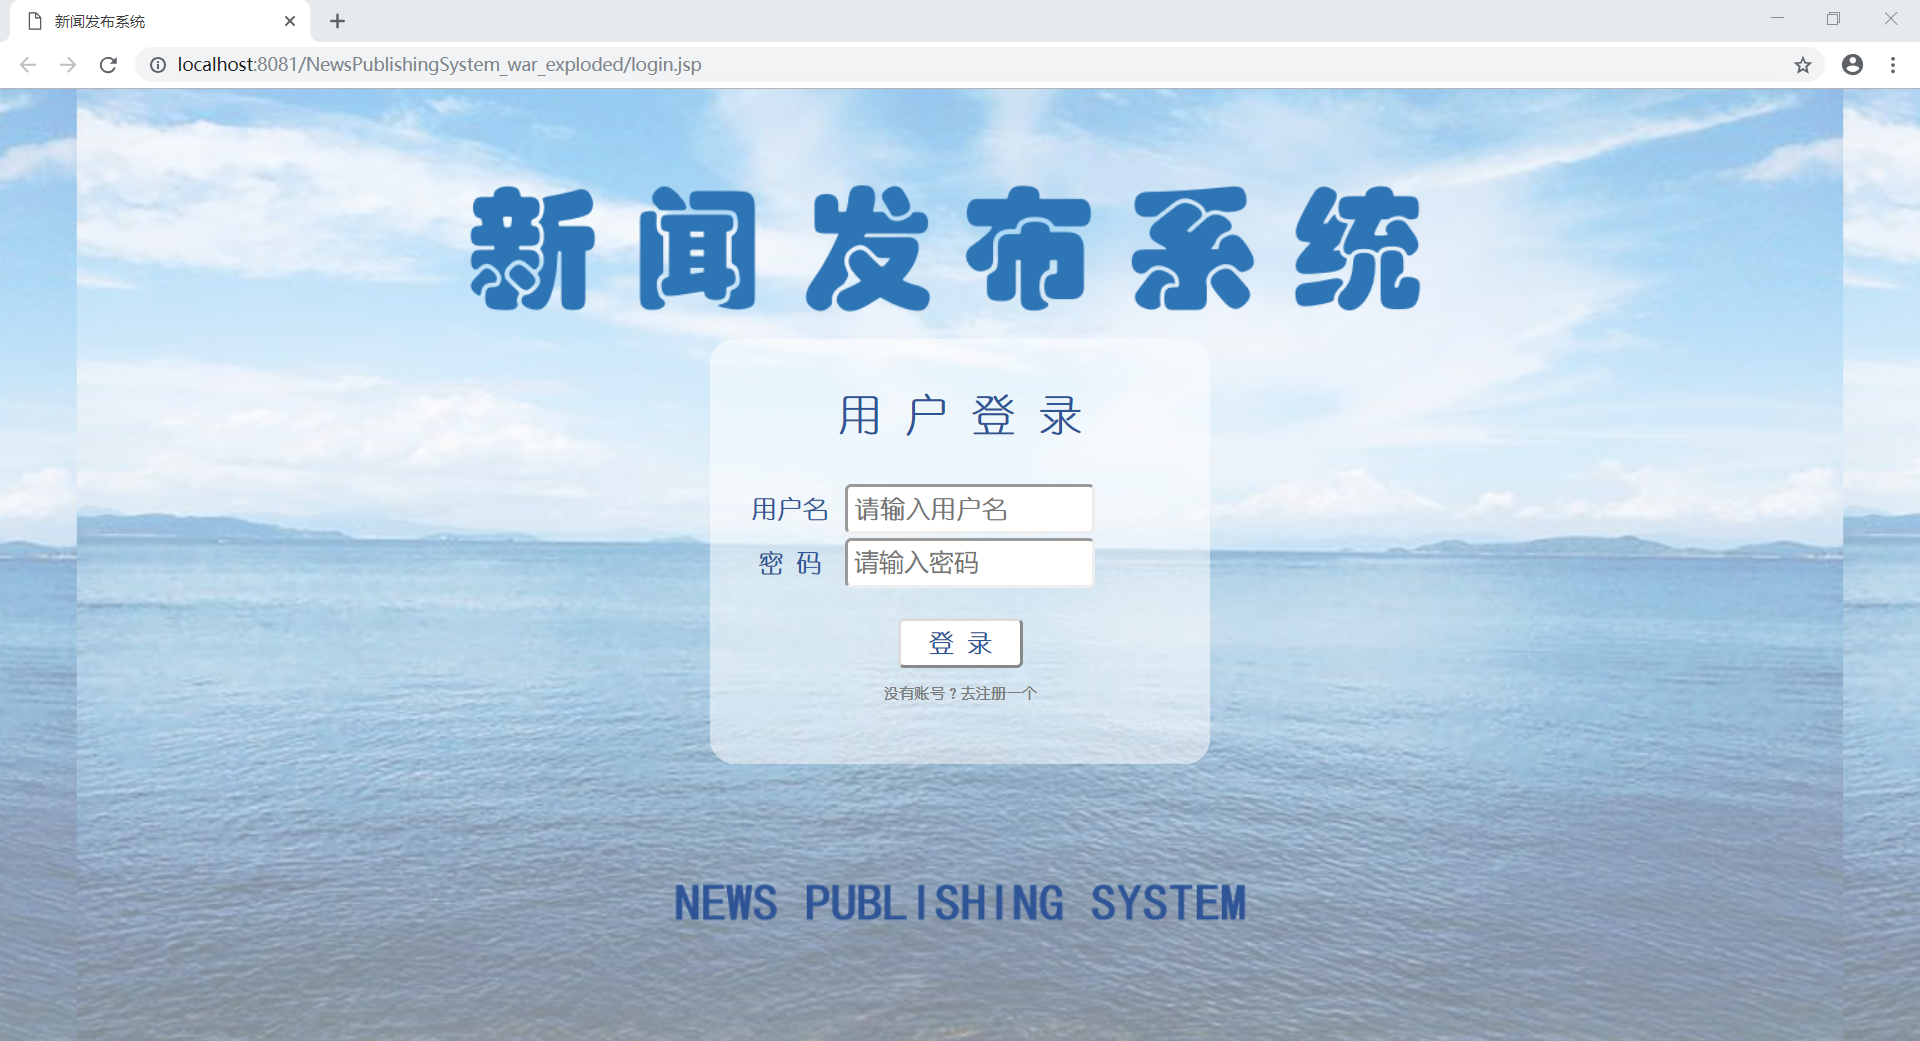 新闻发布系统
localhost:8081/NewsPublishingSystem_war_exploded/login.jsp
新闻发布系统
用户登录
用户名 请输入用户名
密 码 请输入密码
登 录
没有账号？去注册一个
NEWS PUBLISHING SYSTEM